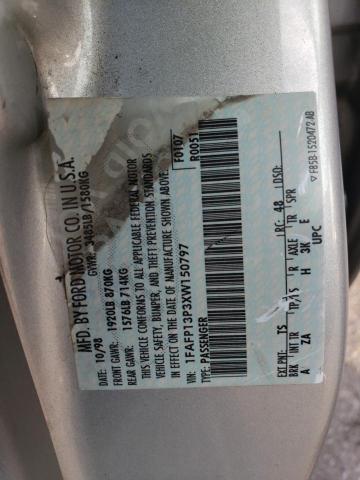 MFD. BY FORD MOTOR CO. IN U.S.A.
10/98 GVWR: 3485LB/1580KG
FRONT GAWR: 1920LB 870KG
REAR GAWR: 1576LB 714KG
THIS VEHICLE CONFORMS TO ALL APPLICABLE FEDERAL MOTOR
VEHICLE SAFETY, BUMPER, AND THEFT PREVENTION STANDARDS
IN EFFECT ON THE DATE OF MANUFACTURE SHOWN ABOVE.
1FAFP13P3XW150797 F0107
TYPE: PASSENGER R0051
EXT.PNT: TS RC: 48 DSO:
BRK INT TR TP/PS R AXLE TR SPR
A ZA H 3K E
UPC
▽ F85B-1520472-AB